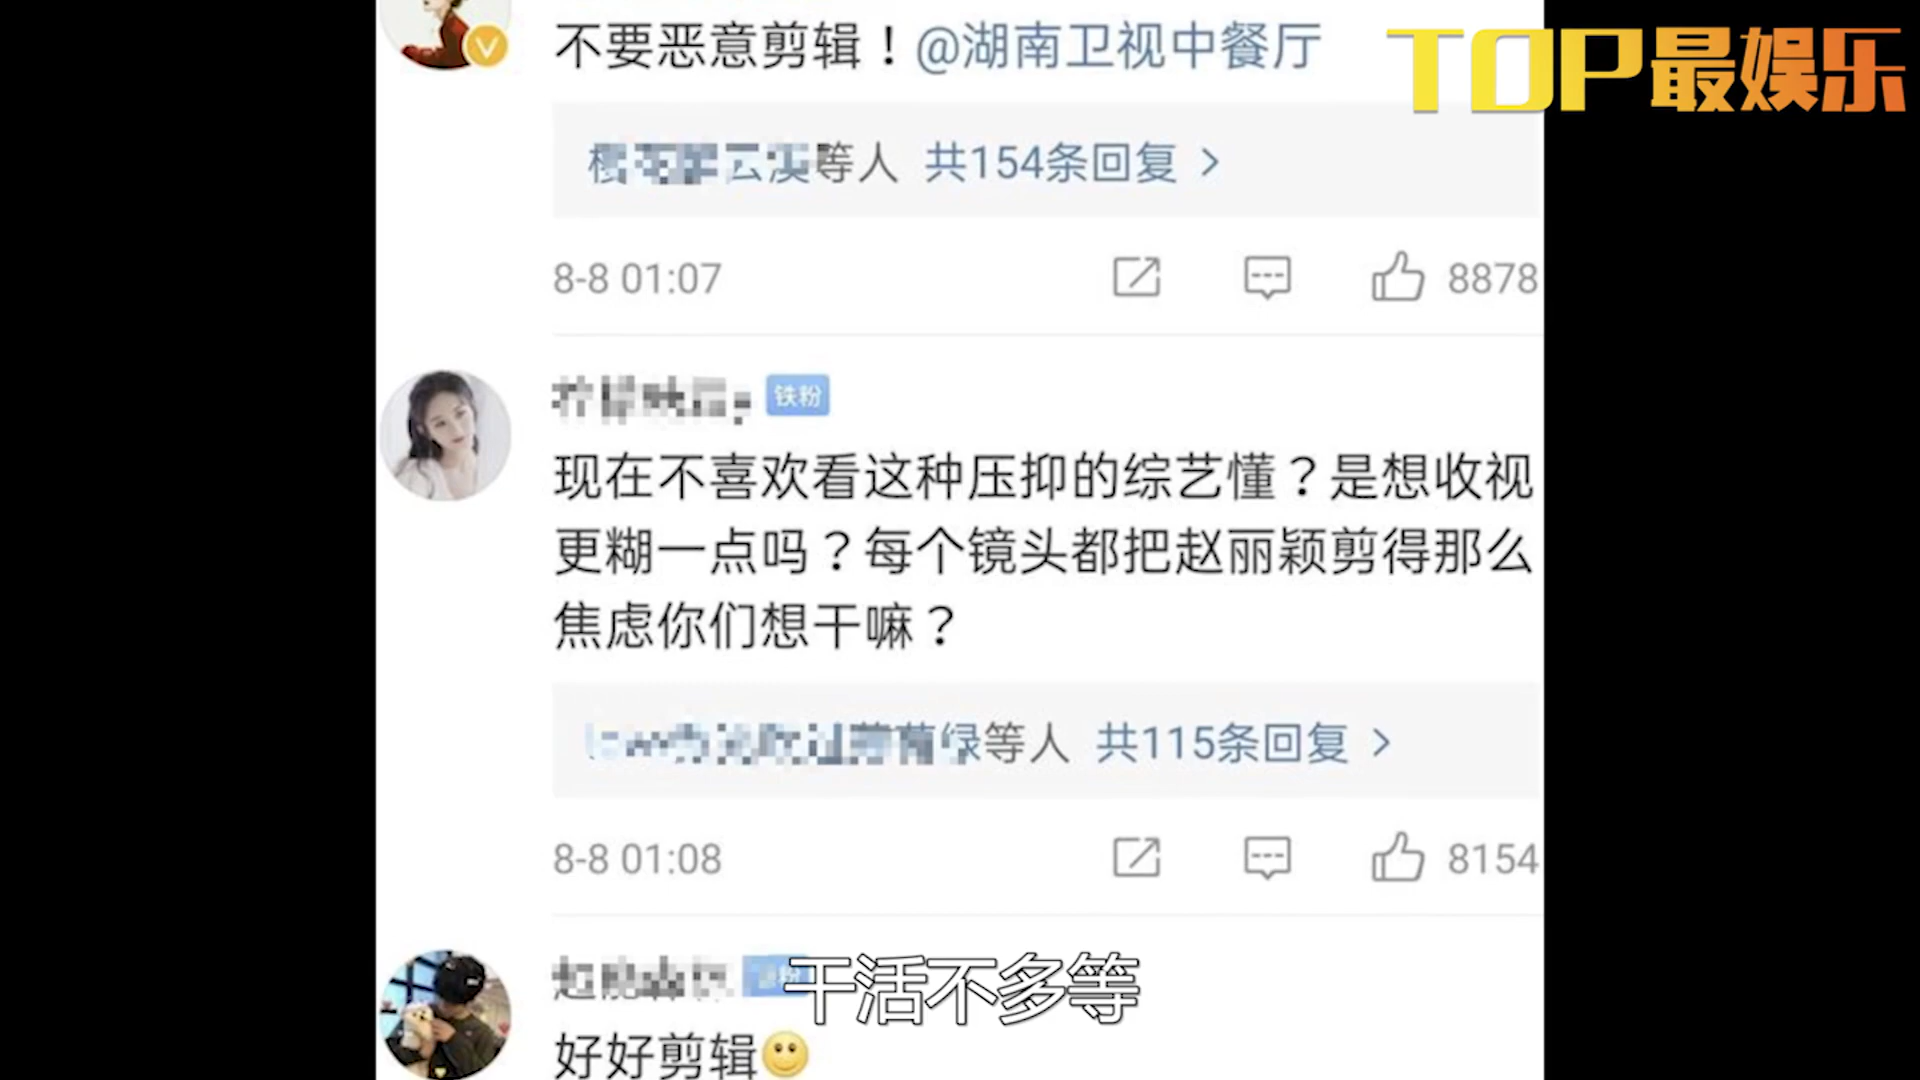 不要恶意剪辑！@湖南卫视中餐厅
TOP最娱乐
等人 共154条回复 >
8-8 01:07
8878
铁粉
现在不喜欢看这种压抑的综艺懂？是想收视
更糊一点吗？每个镜头都把赵丽颖剪得那么
焦虑你们想干嘛？
绿等人 共115条回复 >
8-8 01:08
8154
干活不多等
好好剪辑